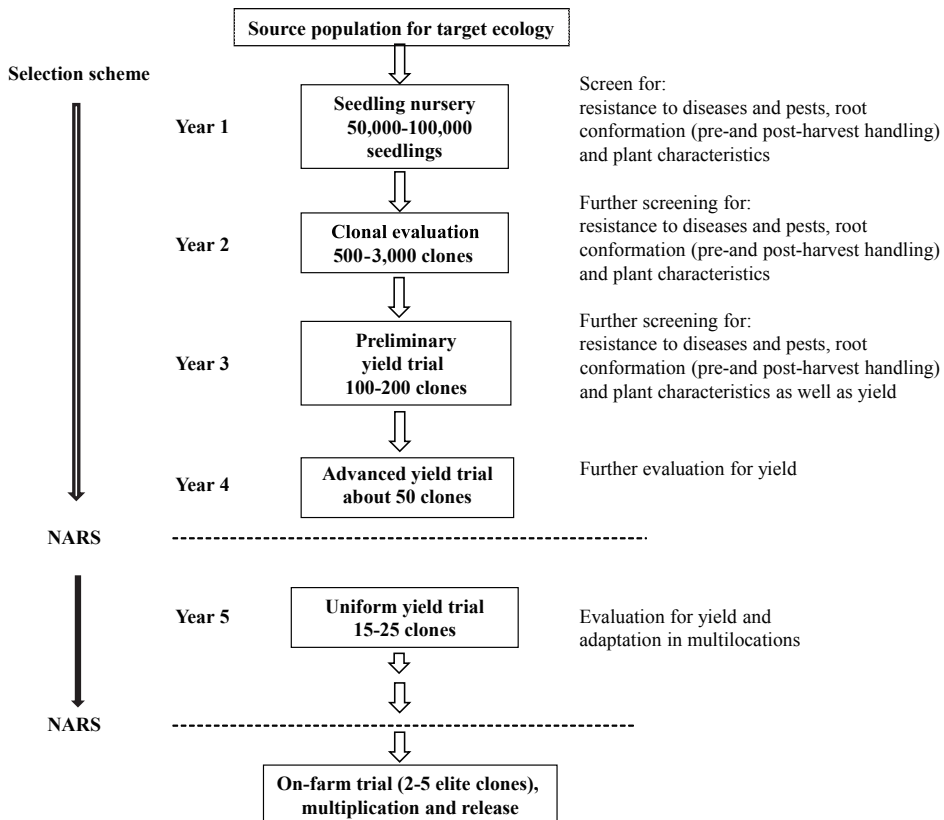 Source population for target ecology
Selection scheme
Year 1
Seedling nursery
50,000-100,000
seedlings
Screen for:
resistance to diseases and pests, root
conformation (pre-and post-harvest handling)
and plant characteristics
Year 2
Clonal evaluation
500-3,000 clones
Further screening for:
resistance to diseases and pests, root
conformation (pre-and post-harvest handling)
and plant characteristics
Year 3
Preliminary
yield trial
100-200 clones
Further screening for:
resistance to diseases and pests, root
conformation (pre-and post-harvest handling)
and plant characteristics as well as yield
Year 4
Advanced yield trial
about 50 clones
Further evaluation for yield
NARS
Year 5
Uniform yield trial
15-25 clones
Evaluation for yield and
adaptation in multilocations
NARS
On-farm trial (2-5 elite clones),
multiplication and release